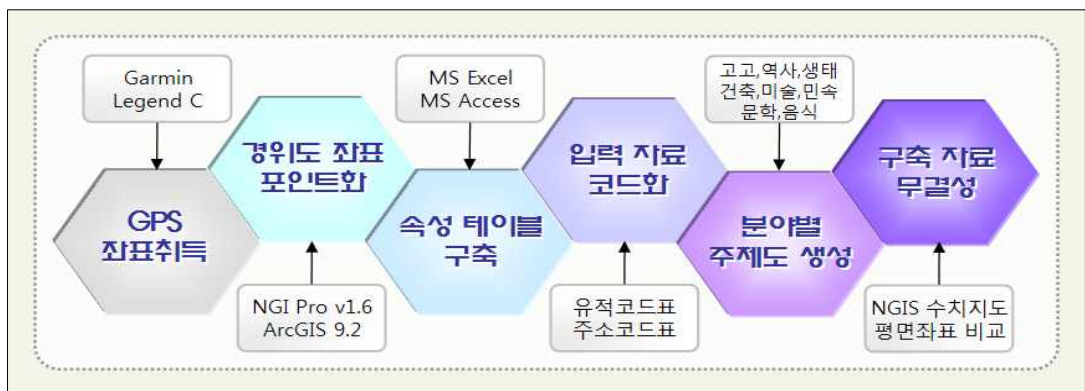 Garmin
Legend C
MS Excel
MS Access
고고,역사,생태
건축,미술,민속
문학,음식
경위도 좌표
포인트화
입력 자료
코드화
구축 자료
무결성
GPS
좌표취득
속성 테이블
구축
분야별
주제도 생성
NGI Pro v1.6
ArcGIS 9.2
유적코드표
주소코드표
NGIS 수치지도
평면좌표 비교